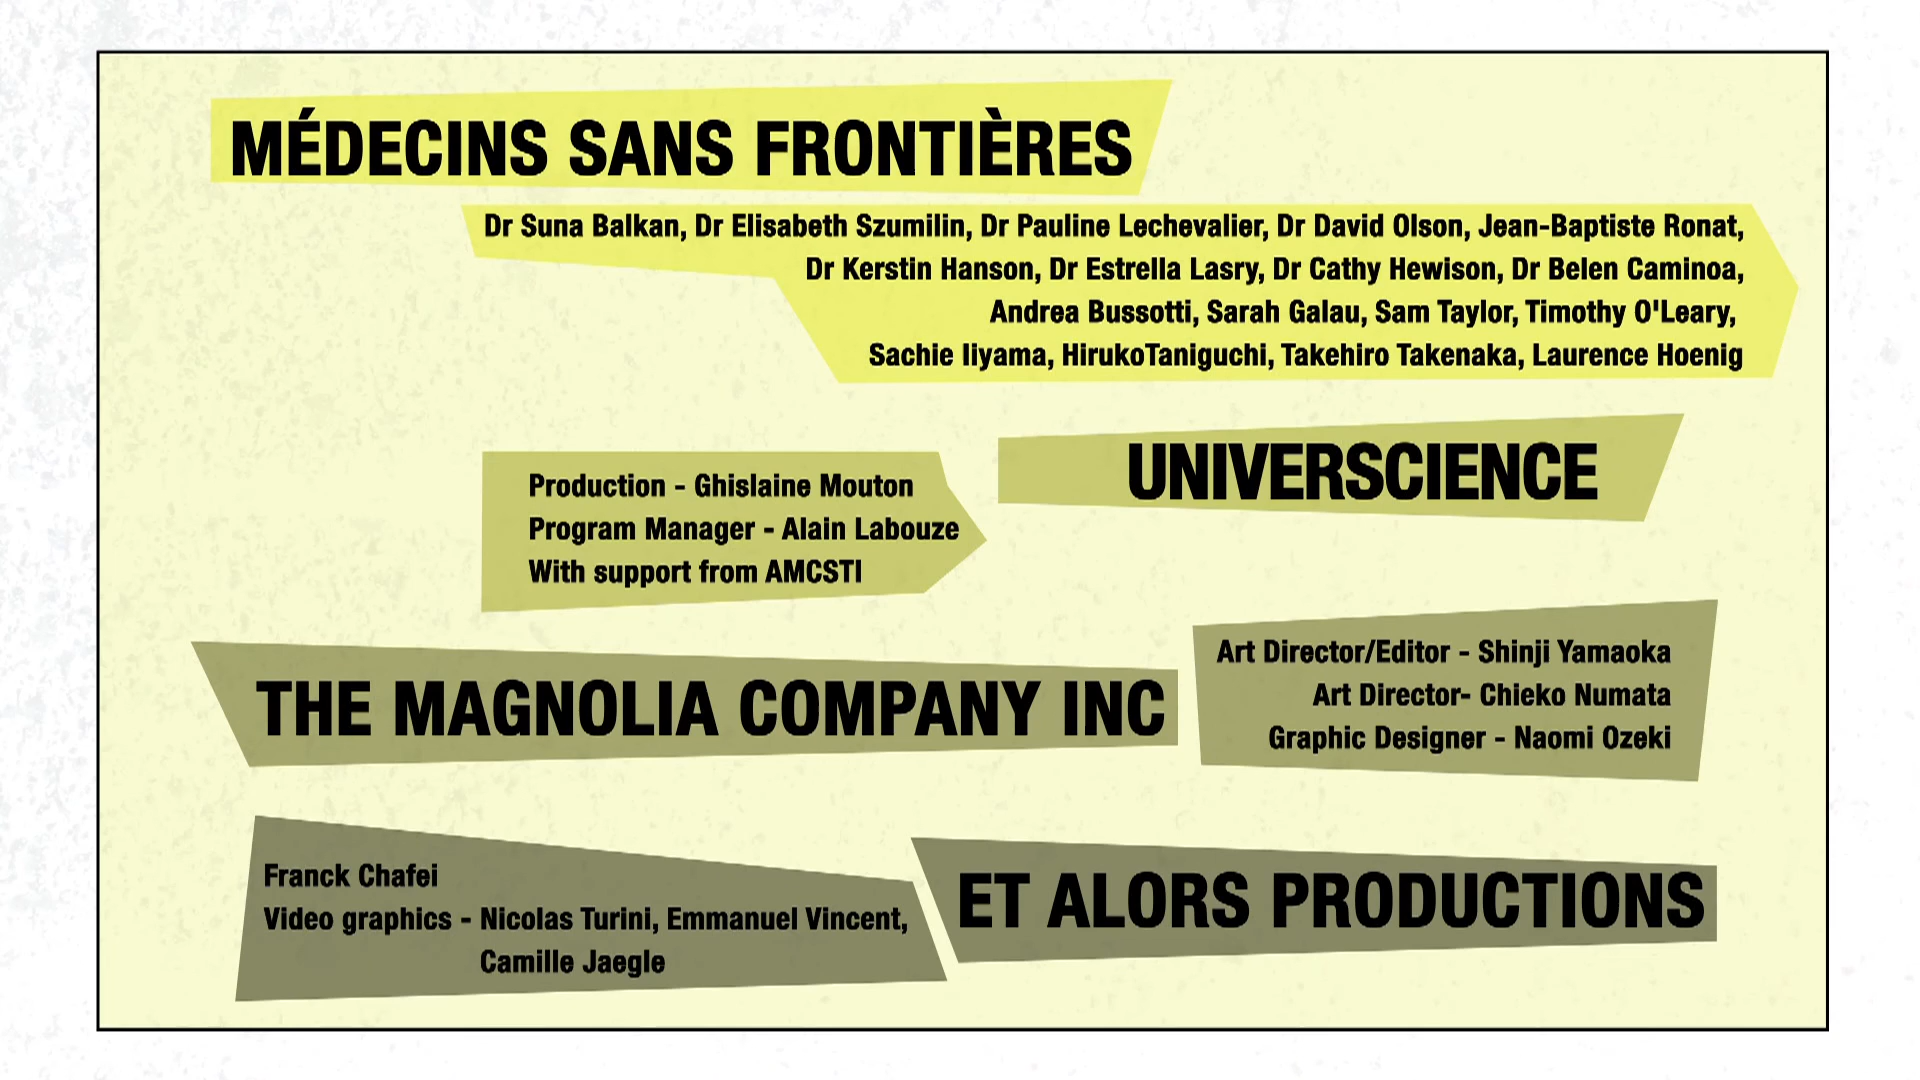 MÉDECINS SANS FRONTIÈRES
Dr Suna Balkan, Dr Elisabeth Szumilin, Dr Pauline Lechevalier, Dr David Olson, Jean-Baptiste Ronat,
Dr Kerstin Hanson, Dr Estrella Lasry, Dr Cathy Hewison, Dr Belen Caminoa,
Andrea Bussotti, Sarah Galau, Sam Taylor, Timothy O'Leary,
Sachie Iiyama, HirukoTaniguchi, Takehiro Takenaka, Laurence Hoenig
UNIVERSCIENCE
Production - Ghislaine Mouton
Program Manager - Alain Labouze
With support from AMCSTI
THE MAGNOLIA COMPANY INC
Art Director/Editor - Shinji Yamaoka
Art Director- Chieko Numata
Graphic Designer - Naomi Ozeki
ET ALORS PRODUCTIONS
Franck Chafei
Video graphics - Nicolas Turini, Emmanuel Vincent,
Camille Jaegle